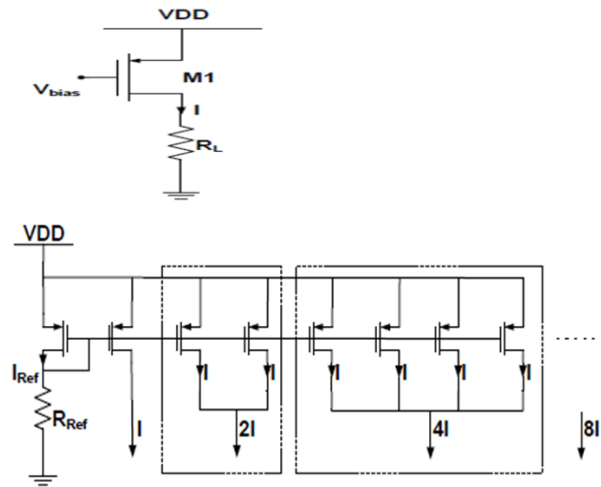 VDD
M1
Vbias
I
RL
VDD
IRef
I I I I I I
RRef
I 2I 4I 8I